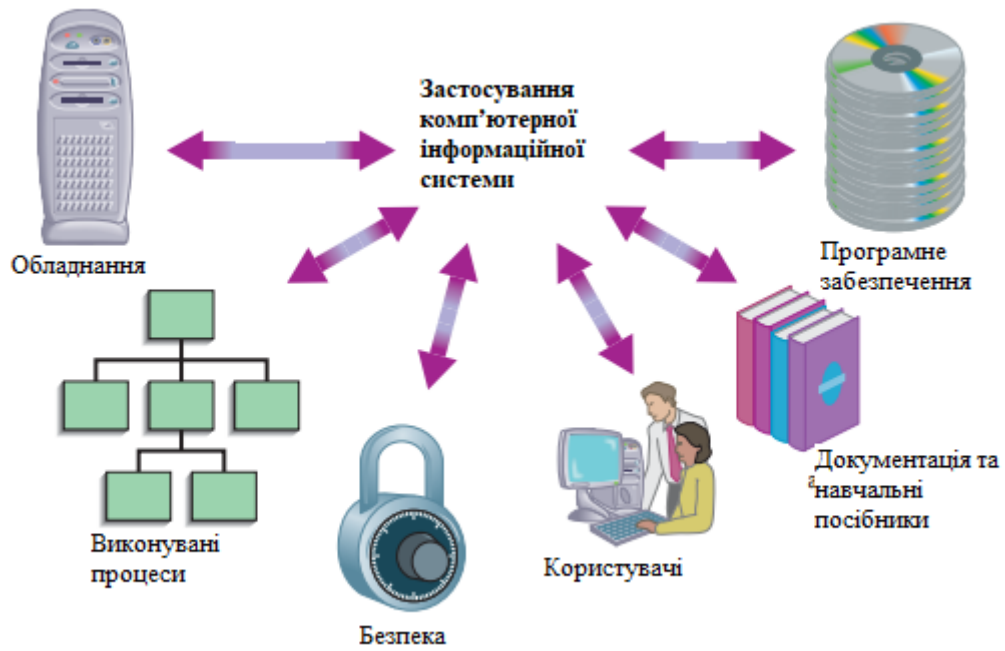 Застосування
комп’ютерної
інформаційної
системи
Обладнання
Програмне
забезпечення
Виконувані
процеси
Безпека
Користувачі
Документація та
а навчальні
посібники